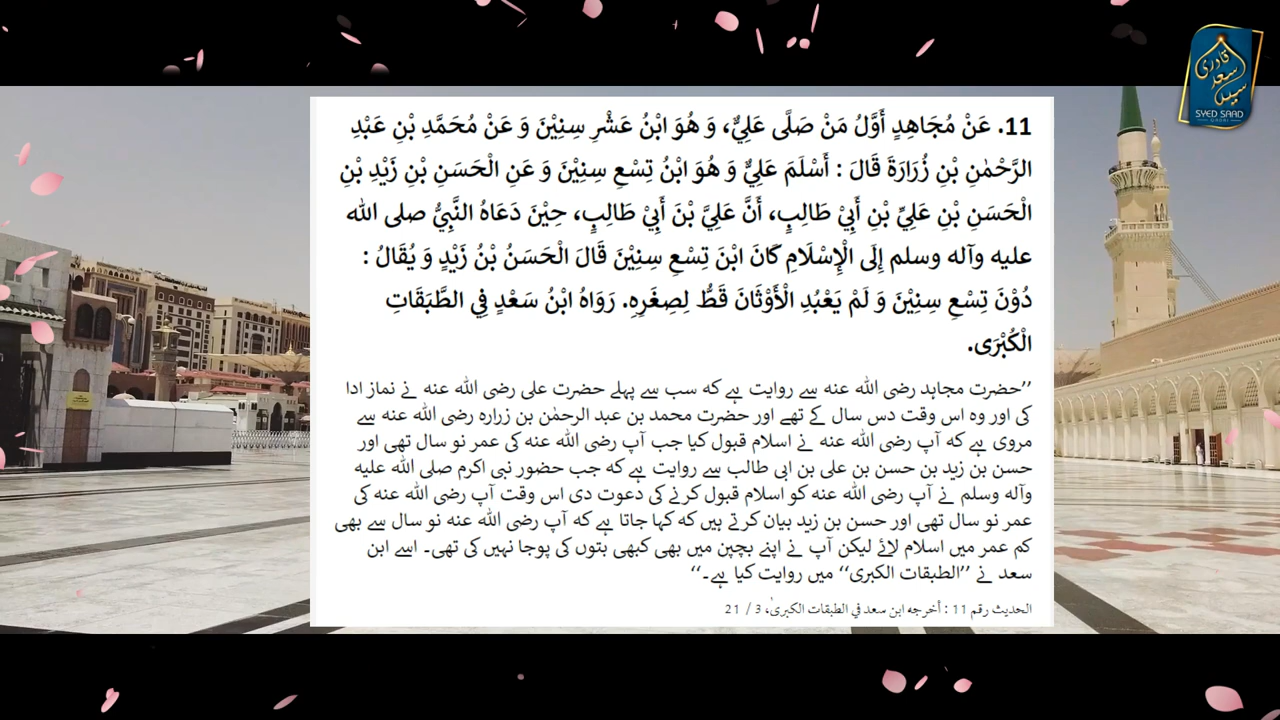 قادری
سعد
سید
SYED SAAD
QADRI
11. عَنْ مُجَاهِدٍ أَوَّلُ مَنْ صَلَّى عَلِيٌّ، وَ هُوَ ابْنُ عَشْرِ سِنِيْنَ وَ عَنْ مُحَمَّدِ بْنِ عَبْدِ
الرَّحْمٰنِ بْنِ زُرَارَةَ قَالَ : أَسْلَمَ عَلِيٌّ وَ هُوَ ابْنُ تِسْعِ سِنِيْنَ وَ عَنِ الْحَسَنِ بْنِ زَيْدِ بْنِ
الْحَسَنِ بْنِ عَلِيِّ بْنِ أَبِيْ طَالِبٍ، أَنَّ عَلِيَّ بْنَ أَبِيْ طَالِبٍ، حِيْنَ دَعَاهُ النَّبِيُّ صلى الله
عليه وآله وسلم إِلَى الْإِسْلَامِ كَانَ ابْنَ تِسْعِ سِنِيْنَ قَالَ الْحَسَنُ بْنُ زَيْدٍ وَ يُقَالُ :
دُوْنَ تِسْعِ سِنِيْنَ وَ لَمْ يَعْبُدِ الْأَوْثَانَ قَطُّ لِصِغَرِهِ. رَوَاهُ ابْنُ سَعْدٍ فِي الطَّبَقَاتِ
الْكُبْرَى.
’’حضرت مجاہد رضی اللہ عنہ سے روایت ہے کہ سب سے پہلے حضرت علی رضی اللہ عنہ نے نماز ادا
کی اور وہ اس وقت دس سال کے تھے اور حضرت محمد بن عبد الرحمٰن بن زرارہ رضی اللہ عنہ سے
مروی ہے کہ آپ رضی اللہ عنہ نے اسلام قبول کیا جب آپ رضی اللہ عنہ کی عمر نو سال تھی اور
حسن بن زید بن حسن بن علی بن ابی طالب سے روایت ہے کہ جب حضور نبی اکرم صلی اللہ علیہ
وآلہ وسلم نے آپ رضی اللہ عنہ کو اسلام قبول کرنے کی دعوت دی اس وقت آپ رضی اللہ عنہ کی
عمر نو سال تھی اور حسن بن زید بیان کرتے ہیں کہ کہا جاتا ہے کہ آپ رضی اللہ عنہ نو سال سے بھی
کم عمر میں اسلام لائے لیکن آپ نے اپنے بچپن میں بھی کبھی بتوں کی پوجا نہیں کی تھی۔ اسے ابن
سعد نے ’’الطبقات الکبری‘‘ میں روایت کیا ہے۔‘‘
الحديث رقم 11 : أخرجه ابن سعد في الطبقات الکبریٰ، 3 / 21